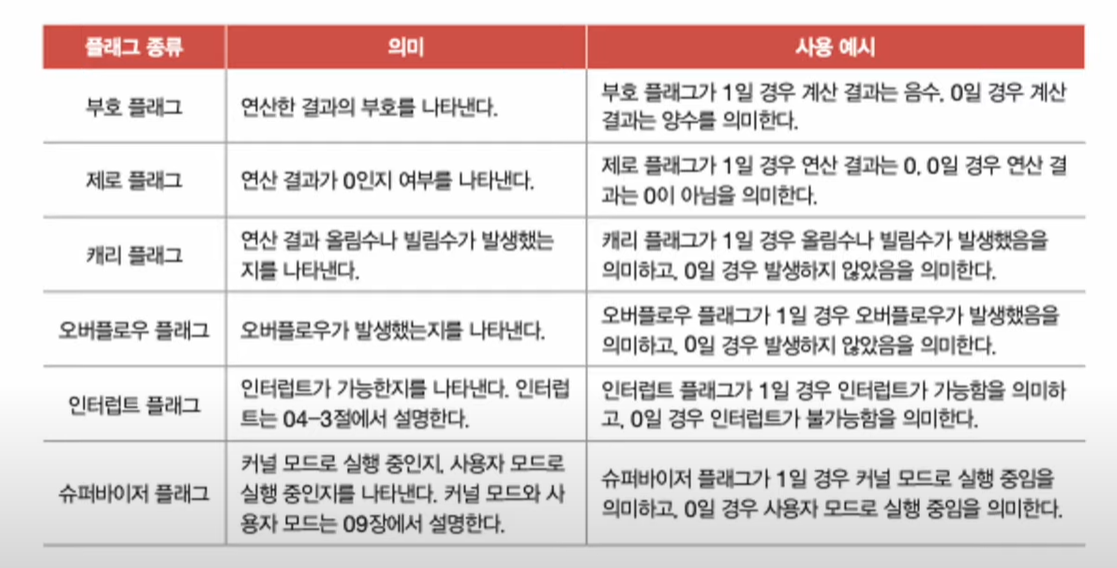 플래그 종류
의미
사용 예시
부호 플래그
연산한 결과의 부호를 나타낸다.
부호 플래그가 1일 경우 계산 결과는 음수, 0일 경우 계산
결과는 양수를 의미한다.
제로 플래그
연산 결과가 0인지 여부를 나타낸다.
제로 플래그가 1일 경우 연산 결과는 0, 0일 경우 연산 결
과는 0이 아님을 의미한다.
캐리 플래그
연산 결과 올림수나 빌림수가 발생했는
지를 나타낸다.
캐리 플래그가 1일 경우 올림수나 빌림수가 발생했음을
의미하고, 0일 경우 발생하지 않았음을 의미한다.
오버플로우 플래그
오버플로우가 발생했는지를 나타낸다.
오버플로우 플래그가 1일 경우 오버플로우가 발생했음을
의미하고, 0일 경우 발생하지 않았음을 의미한다.
인터럽트 플래그
인터럽트가 가능한지를 나타낸다. 인터럽
트는 04-3절에서 설명한다.
인터럽트 플래그가 1일 경우 인터럽트가 가능함을 의미하
고, 0일 경우 인터럽트가 불가능함을 의미한다.
슈퍼바이저 플래그
커널 모드로 실행 중인지, 사용자 모드로
실행 중인지를 나타낸다. 커널 모드와 사
용자 모드는 09장에서 설명한다.
슈퍼바이저 플래그가 1일 경우 커널 모드로 실행 중임을
의미하고, 0일 경우 사용자 모드로 실행 중임을 의미한다.